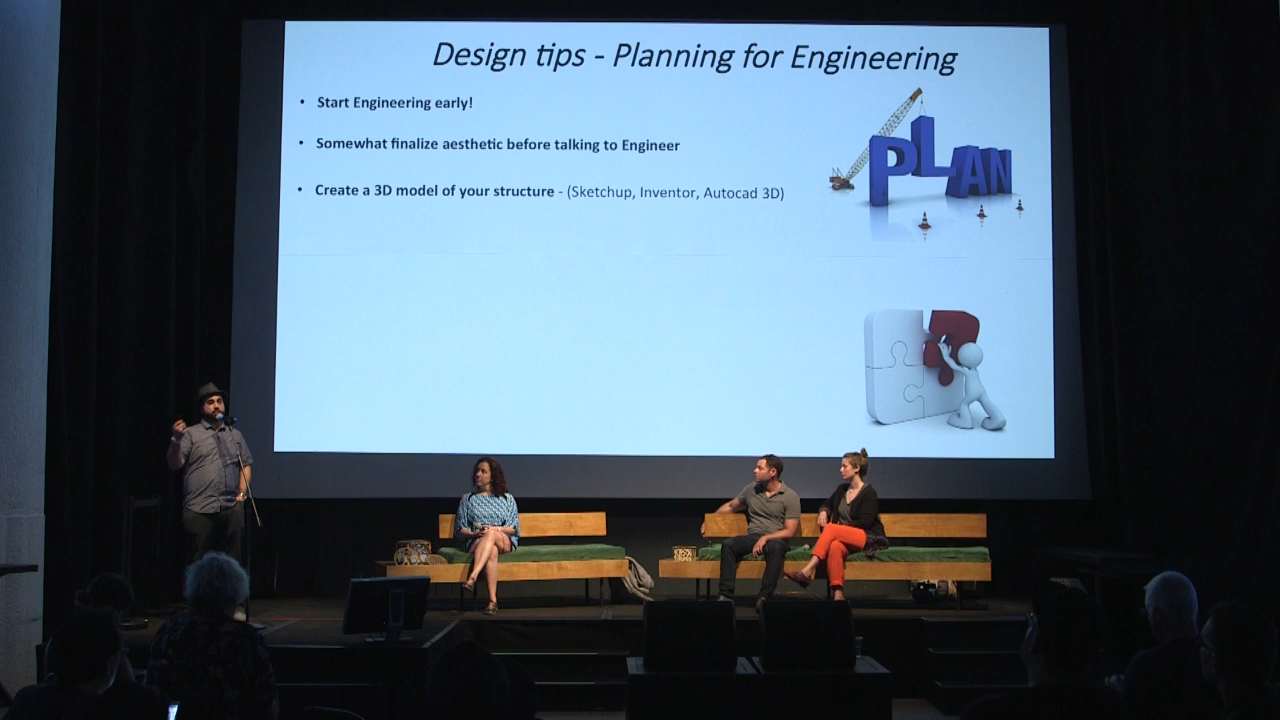 Design tips - Planning for Engineering
• Start Engineering early!
• Somewhat finalize aesthetic before talking to Engineer
• Create a 3D model of your structure - (Sketchup, Inventor, Autocad 3D)
PLAN